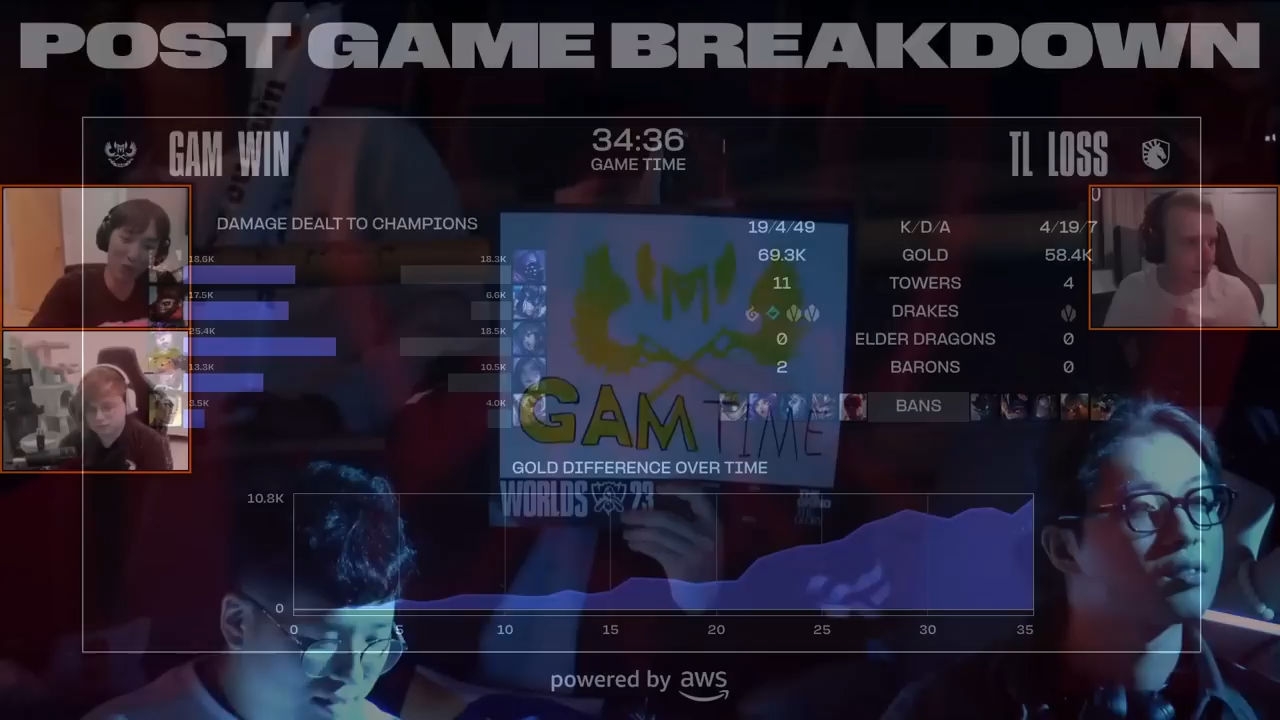 POST GAME BREAKDOWN
GAM WIN
34:36
GAME TIME
TL LOSS
DAMAGE DEALT TO CHAMPIONS
18.6K 18.3K
17.5K 6.6K
25.4K 18.5K
13.3K 10.5K
3.5K 4.0K
19/4/49 K/D/A 4/19/7
69.3K GOLD 58.4K
11 TOWERS 4
DRAKES
0 ELDER DRAGONS 0
2 BARONS 0
BANS
GAM TIME
GOLD DIFFERENCE OVER TIME
WORLDS 23
10.8K
0
0 5 10 15 20 25 30 35
powered by aws